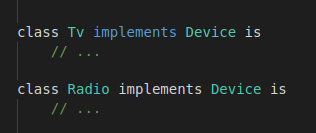 class Tv implements Device is
    // ...
class Radio implements Device is
    // ...